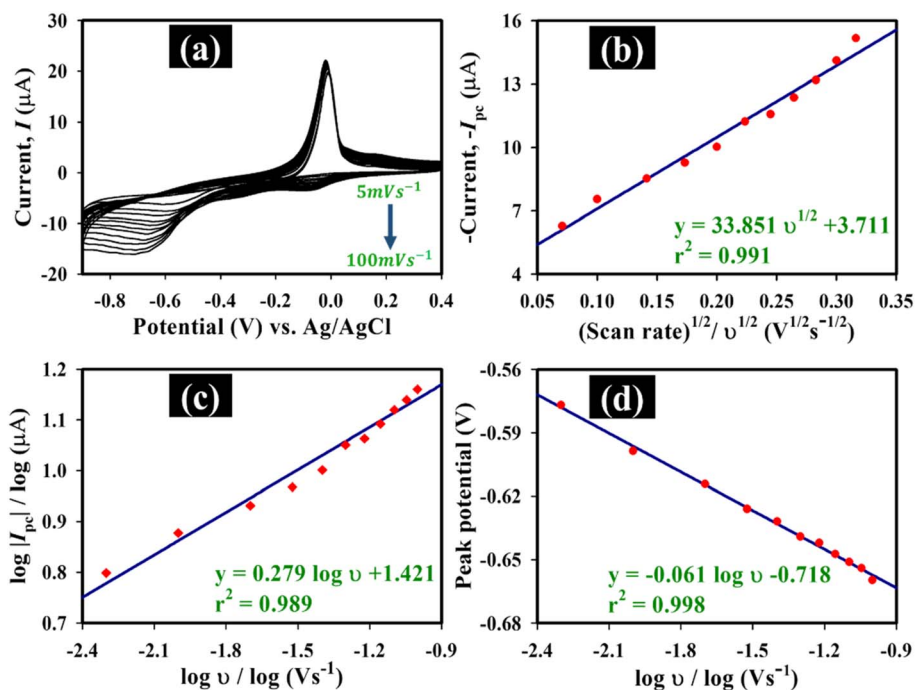 30
20
10
0
-10
-20
Current, I (μA)
(a)
5mVs⁻¹
100mVs⁻¹
-0.8 -0.6 -0.4 -0.2 0.0 0.2 0.4
Potential (V) vs. Ag/AgCl
-16
13
10
7
4
-Current, -Ipc (μA)
(b)
y = 33.851 υ^1/2 +3.711
r² = 0.991
0.05 0.10 0.15 0.20 0.25 0.30 0.35
(Scan rate)^1/2/ υ^1/2 (V^1/2s^-1/2)
1.2
1.1
1.0
0.9
0.8
0.7
log |Ipc| / log (μA)
(c)
y = 0.279 log υ +1.421
r² = 0.989
-2.4 -2.1 -1.8 -1.5 -1.2 -0.9
log υ / log (Vs⁻¹)
-0.56
-0.59
-0.62
-0.65
-0.68
Peak potential (V)
(d)
y = -0.061 log υ -0.718
r² = 0.998
-2.4 -2.1 -1.8 -1.5 -1.2 -0.9
log υ / log (Vs⁻¹)